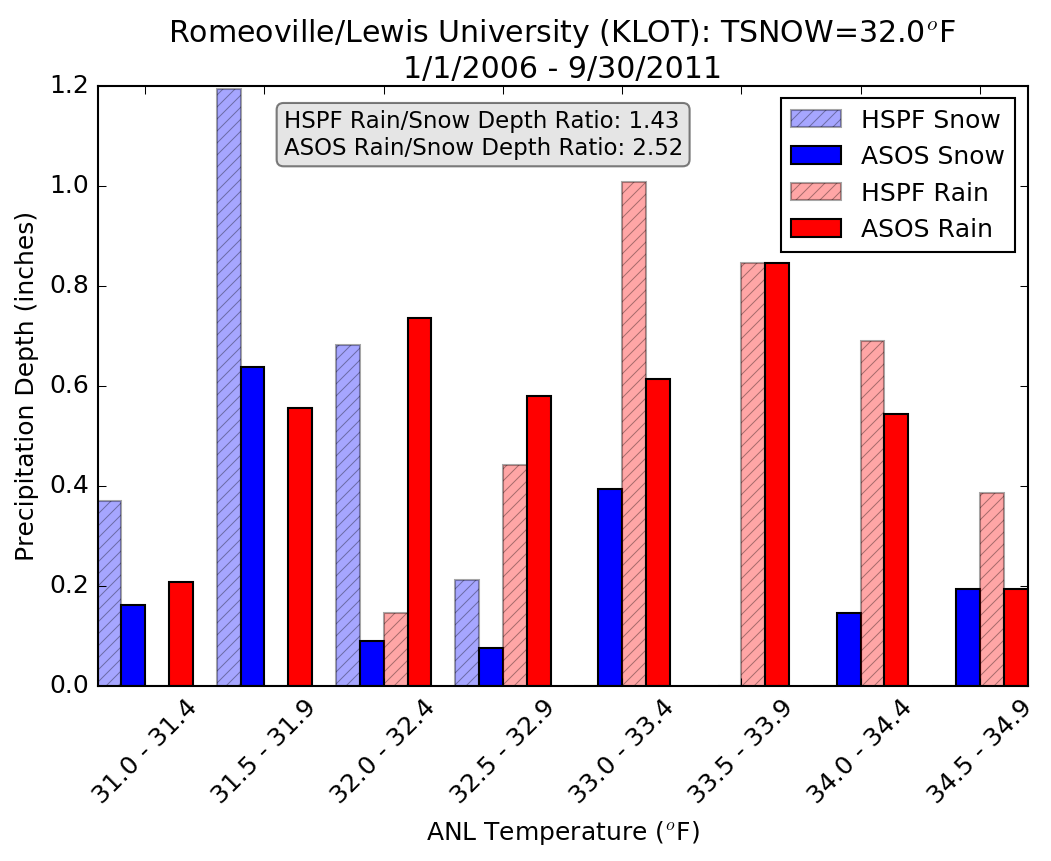 Romeoville/Lewis University (KLOT): TSNOW=32.0°F
1/1/2006 - 9/30/2011
HSPF Rain/Snow Depth Ratio: 1.43
ASOS Rain/Snow Depth Ratio: 2.52
HSPF Snow
ASOS Snow
HSPF Rain
ASOS Rain
Precipitation Depth (inches)
1.2
1.0
0.8
0.6
0.4
0.2
0.0
31.0 - 31.4
31.5 - 31.9
32.0 - 32.4
32.5 - 32.9
33.0 - 33.4
33.5 - 33.9
34.0 - 34.4
34.5 - 34.9
ANL Temperature (°F)